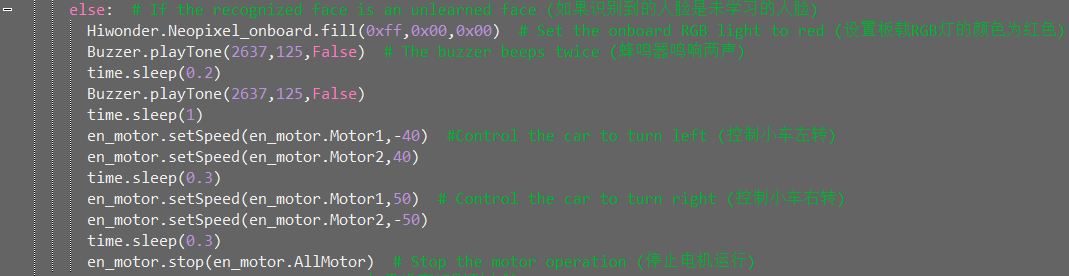 else:  # If the recognized face is an unlearned face (如果识别到的人脸是未学习的人脸)
Hiwonder.Neopixel_onboard.fill(0xff,0x00,0x00)  # Set the onboard RGB light to red (设置板载RGB灯的颜色为红色)
Buzzer.playTone(2637,125,False)  # The buzzer beeps twice (蜂鸣器鸣响两声)
time.sleep(0.2)
Buzzer.playTone(2637,125,False)
time.sleep(1)
en_motor.setSpeed(en_motor.Motor1,-40)  #Control the car to turn left (控制小车左转)
en_motor.setSpeed(en_motor.Motor2,40)
time.sleep(0.3)
en_motor.setSpeed(en_motor.Motor1,50)  # Control the car to turn right (控制小车右转)
en_motor.setSpeed(en_motor.Motor2,-50)
time.sleep(0.3)
en_motor.stop(en_motor.AllMotor)  # Stop the motor operation (停止电机运行)